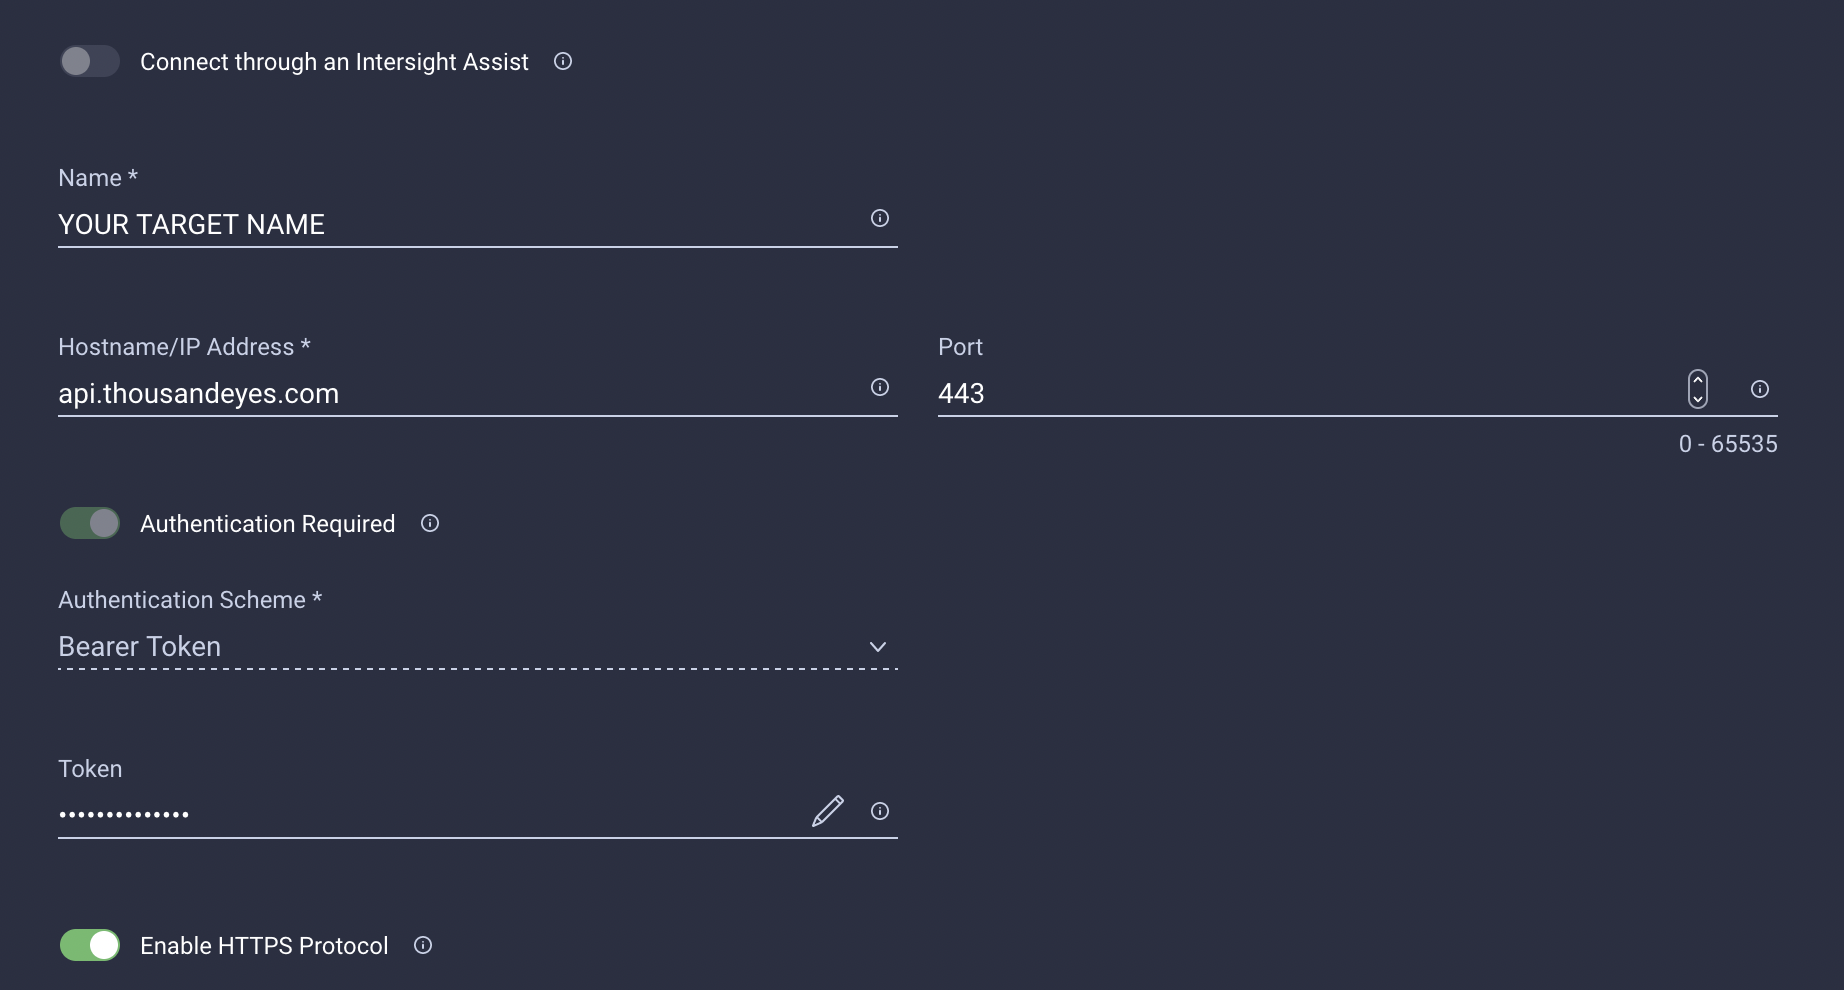 Connect through an Intersight Assist
Name *
YOUR TARGET NAME
Hostname/IP Address *
api.thousandeyes.com
Port
443
0 - 65535
Authentication Required
Authentication Scheme *
Bearer Token
Token
••••••••••••••
Enable HTTPS Protocol